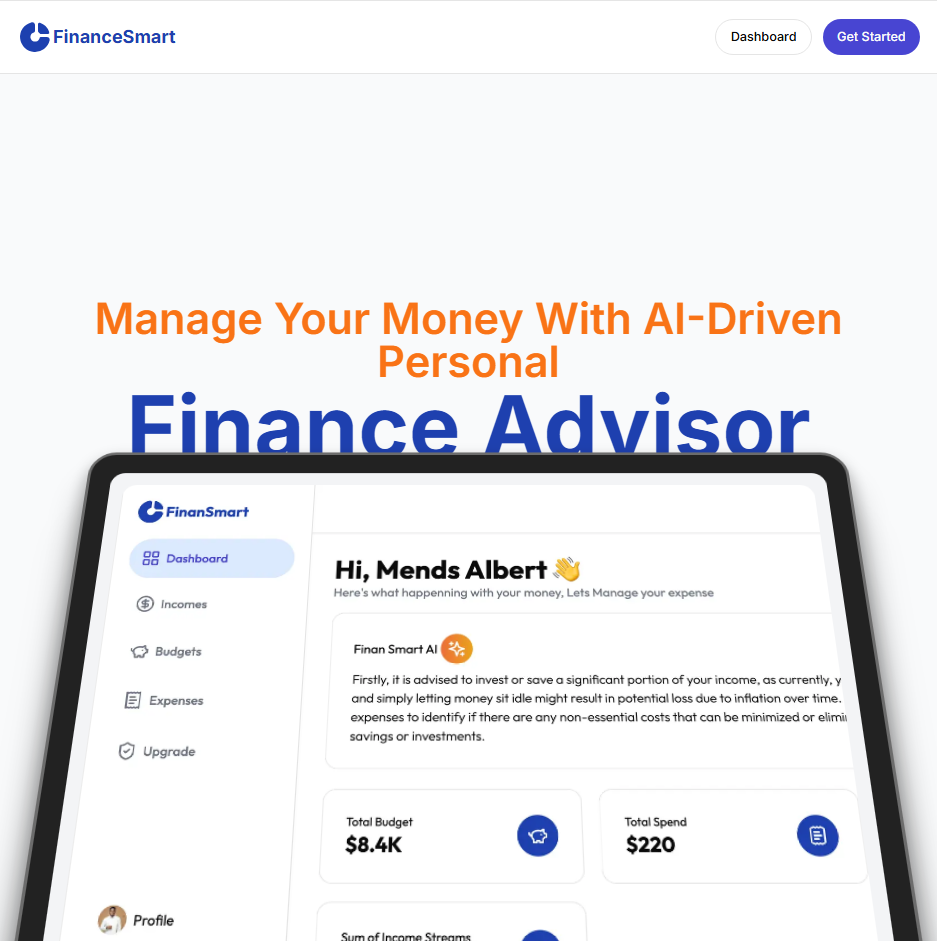 FinanceSmart
Dashboard
Get Started
Manage Your Money With AI-Driven
Personal
Finance Advisor
FinanSmart
Dashboard
Incomes
Budgets
Expenses
Upgrade
Profile
Hi, Mends Albert 👋
Here's what happenning with your money, Lets Manage your expense
Finan Smart AI
Firstly, it is advised to invest or save a significant portion of your income, as currently, y
and simply letting money sit idle might result in potential loss due to inflation over time.
expenses to identify if there are any non-essential costs that can be minimized or elimi
savings or investments.
Total Budget
$8.4K
Total Spend
$220
Sum of Income Streams